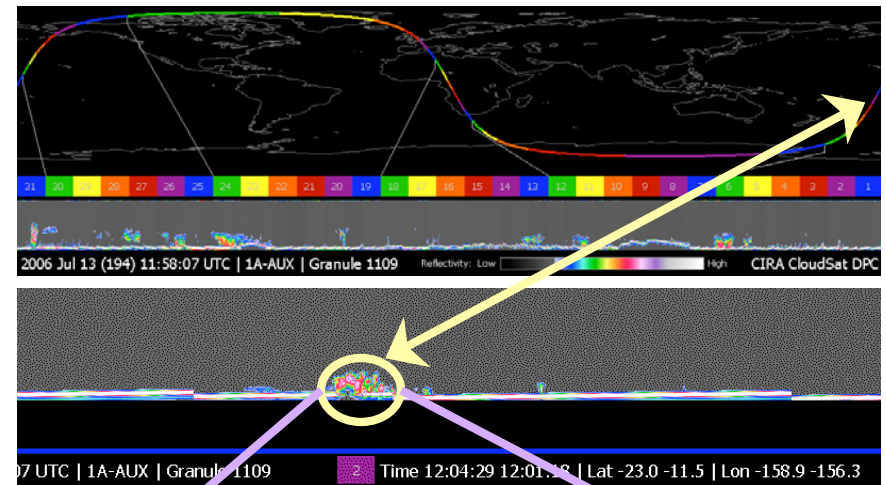 31 30 29 28 27 26 25 24 23 22 21 20 19 18 17 16 15 14 13 12 11 10 9 8 7 6 5 4 3 2 1
2006 Jul 13 (194) 11:58:07 UTC | 1A-AUX | Granule 1109 Reflectivity: Low High CIRA CloudSat DPC
07 UTC | 1A-AUX | Granule 1109 2 Time 12:04:29 12:01:18 | Lat -23.0 -11.5 | Lon -158.9 -156.3